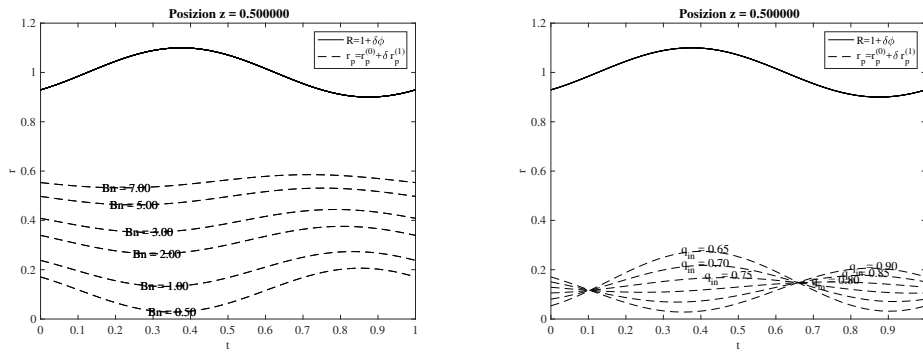 Posizion z = 0.500000
R=1+δϕ
r_p=r_p^(0)+δ r_p^(1)
1.2
1
0.8
0.6
0.4
0.2
0
r
Bn = 7.00
Bn = 5.00
Bn = 3.00
Bn = 2.00
Bn = 1.00
Bn = 0.50
0 0.1 0.2 0.3 0.4 0.5 0.6 0.7 0.8 0.9 1
t
Posizion z = 0.500000
R=1+δϕ
r_p=r_p^(0)+δ r_p^(1)
1.2
1
0.8
0.6
0.4
0.2
0
r
q_in = 0.65
q_in = 0.70
q_in = 0.75
q_in = 0.90
q_in = 0.85
q_in = 0.80
0 0.1 0.2 0.3 0.4 0.5 0.6 0.7 0.8 0.9
t